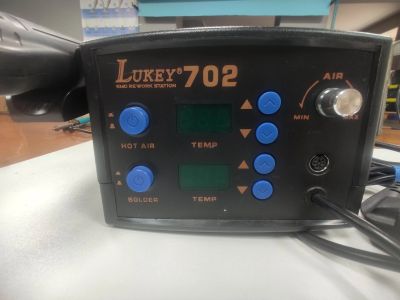 LUKEY® 702
SMD REWORK STATION
AIR
MIN MAX
HOT AIR TEMP
SOLDER TEMP